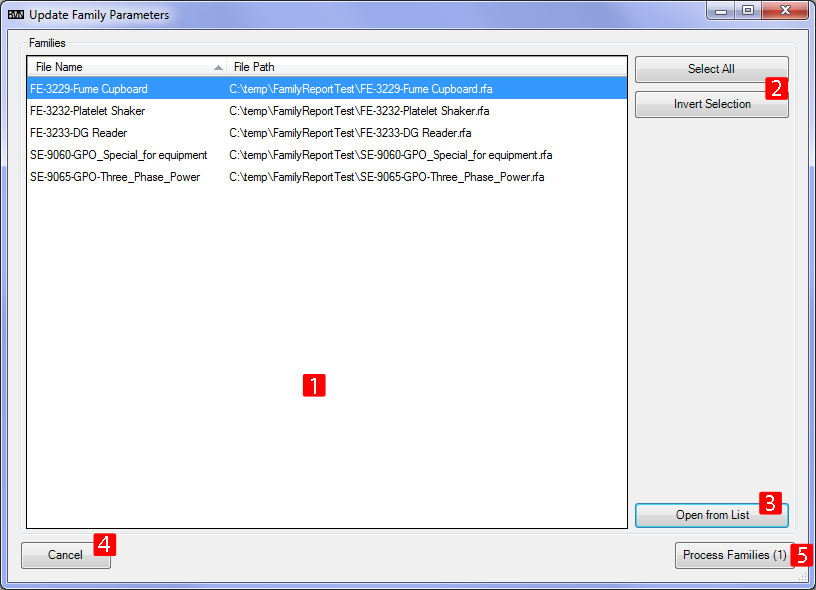 Update Family Parameters
Families
File Name File Path
FE-3229-Fume Cupboard C:\temp\FamilyReportTest\FE-3229-Fume Cupboard.rfa
FE-3232-Platelet Shaker C:\temp\FamilyReportTest\FE-3232-Platelet Shaker.rfa
FE-3233-DG Reader C:\temp\FamilyReportTest\FE-3233-DG Reader.rfa
SE-9060-GPO_Special_for equipment C:\temp\FamilyReportTest\SE-9060-GPO_Special_for equipment.rfa
SE-9065-GPO-Three_Phase_Power C:\temp\FamilyReportTest\SE-9065-GPO-Three_Phase_Power.rfa
Select All
2
Invert Selection
1
3
Open from List
4
Cancel
Process Families (1) 5